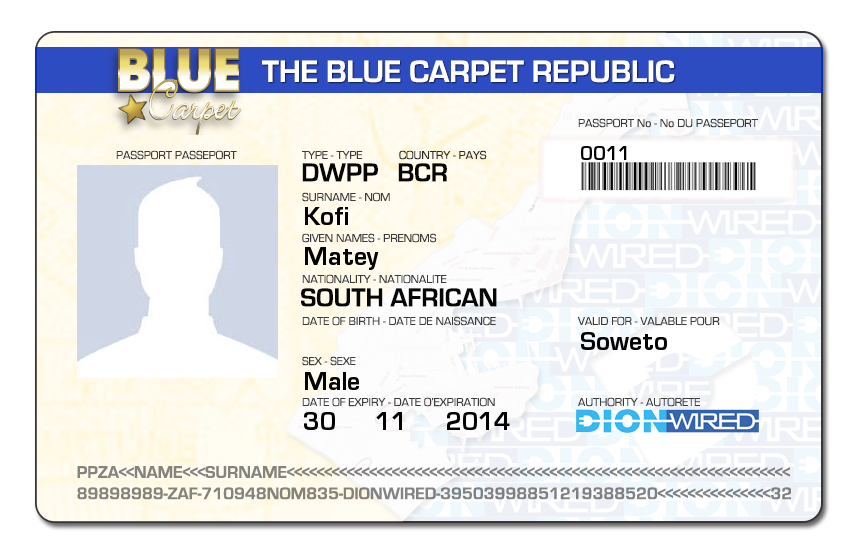 BLUE Carpet THE BLUE CARPET REPUBLIC
PASSPORT No - No DU PASSEPORT
0011
PASSPORT PASSEPORT
TYPE - TYPE COUNTRY - PAYS
DWPP BCR
SURNAME - NOM
Kofi
GIVEN NAMES - PRENOMS
Matey
NATIONALITY - NATIONALITE
SOUTH AFRICAN
DATE OF BIRTH - DATE DE NAISSANCE
VALID FOR - VALABLE POUR
Soweto
SEX - SEXE
Male
DATE OF EXPIRY - DATE O'EXPIRATION
30 11 2014
AUTHORITY - AUTORETE
DION WIRED
PPZA<<NAME<<<SURNAME<<<<<<<<<<<<<<<<<<<<<<<<<<<<<<<<<<<<<<<<<<<<<<<<<<<<<<<<<<<<<<<
89898989-ZAF-710948NOM835-DIONWIRED-39503998851219388520<<<<<<<<<<<<<<<32